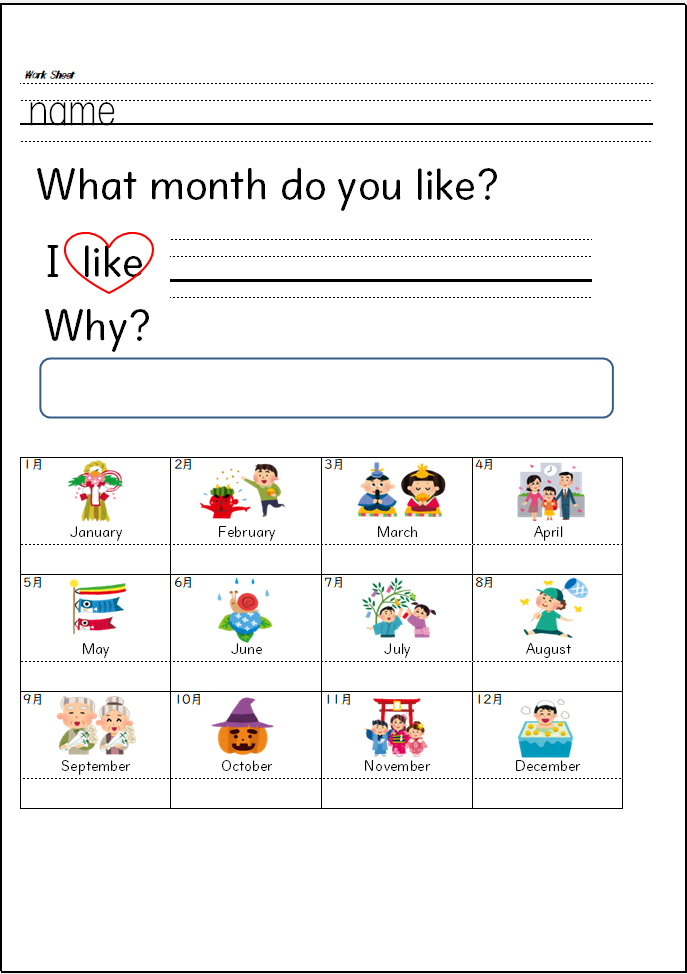 Work Sheet
name
What month do you like?
I like
Why?
1月 2月 3月 4月
January February March April
5月 6月 7月 8月
May June July August
9月 10月 11月 12月
September October November December